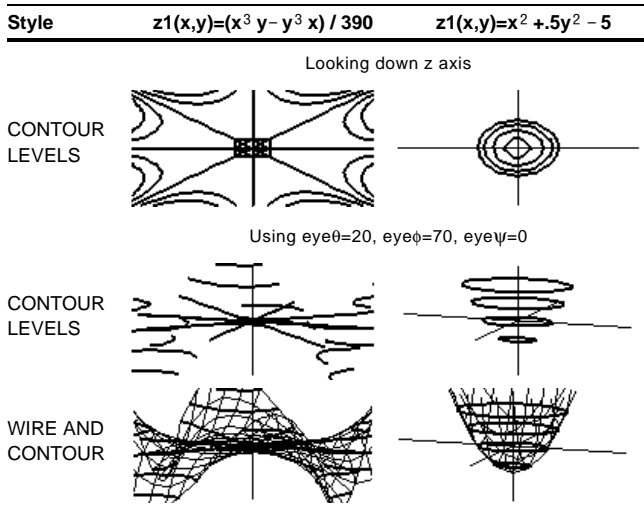 Style z1(x,y)=(x³ y– y³ x) / 390 z1(x,y)=x² +.5y² – 5
Looking down z axis
CONTOUR
LEVELS
Using eyeθ=20, eyeϕ=70, eyeψ=0
CONTOUR
LEVELS
WIRE AND
CONTOUR